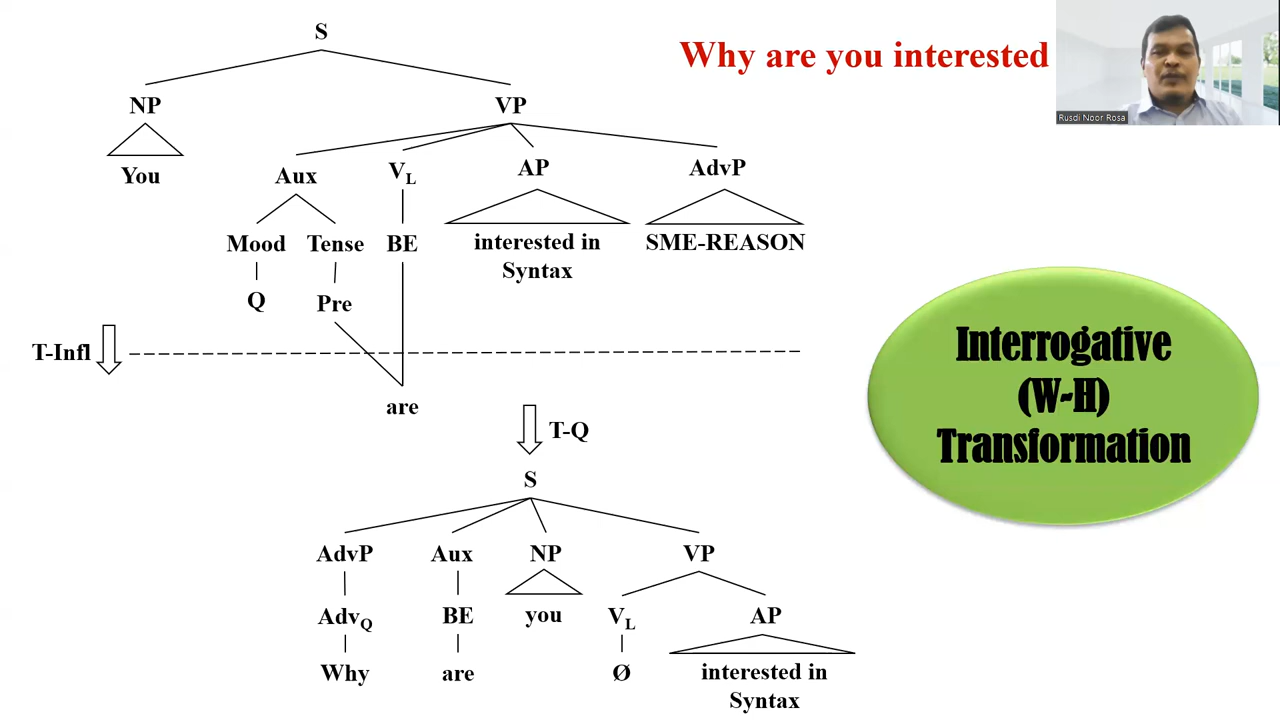 Why are you interested
Rusdi Noor Rosa
S
NP
VP
You
Aux
VL
AP
AdvP
Mood
Tense
BE
interested in
Syntax
SME-REASON
Q
Pre
T-Infl
are
T-Q
S
AdvP
Aux
NP
VP
AdvQ
BE
you
VL
AP
Why
are
Ø
interested in
Syntax
Interrogative
(W-H)
Transformation